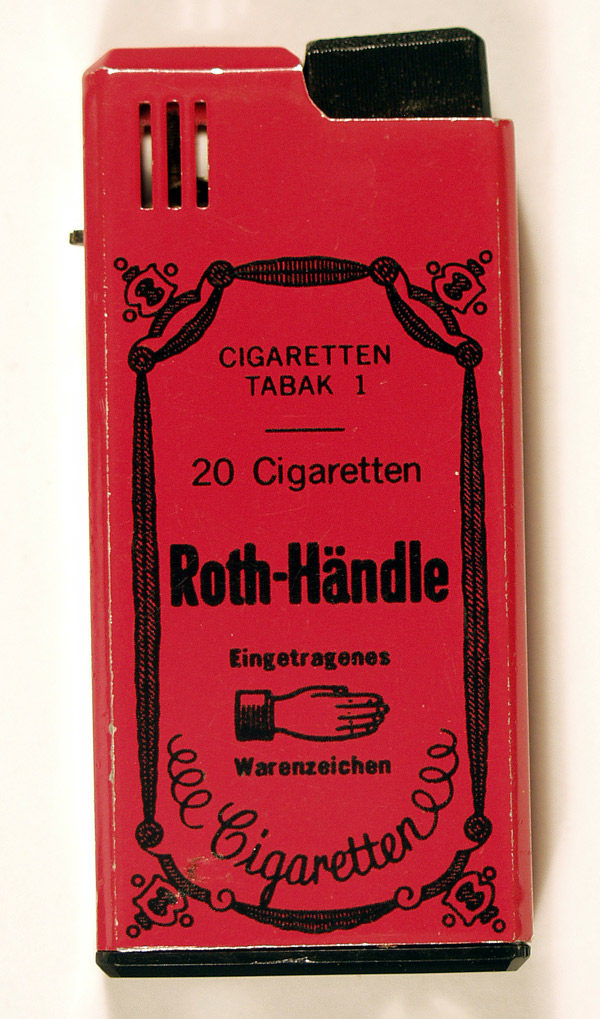 CIGARETTEN
TABAK 1
20 Cigaretten
Roth-Händle
Eingetragenes
Warenzeichen
Cigaretten